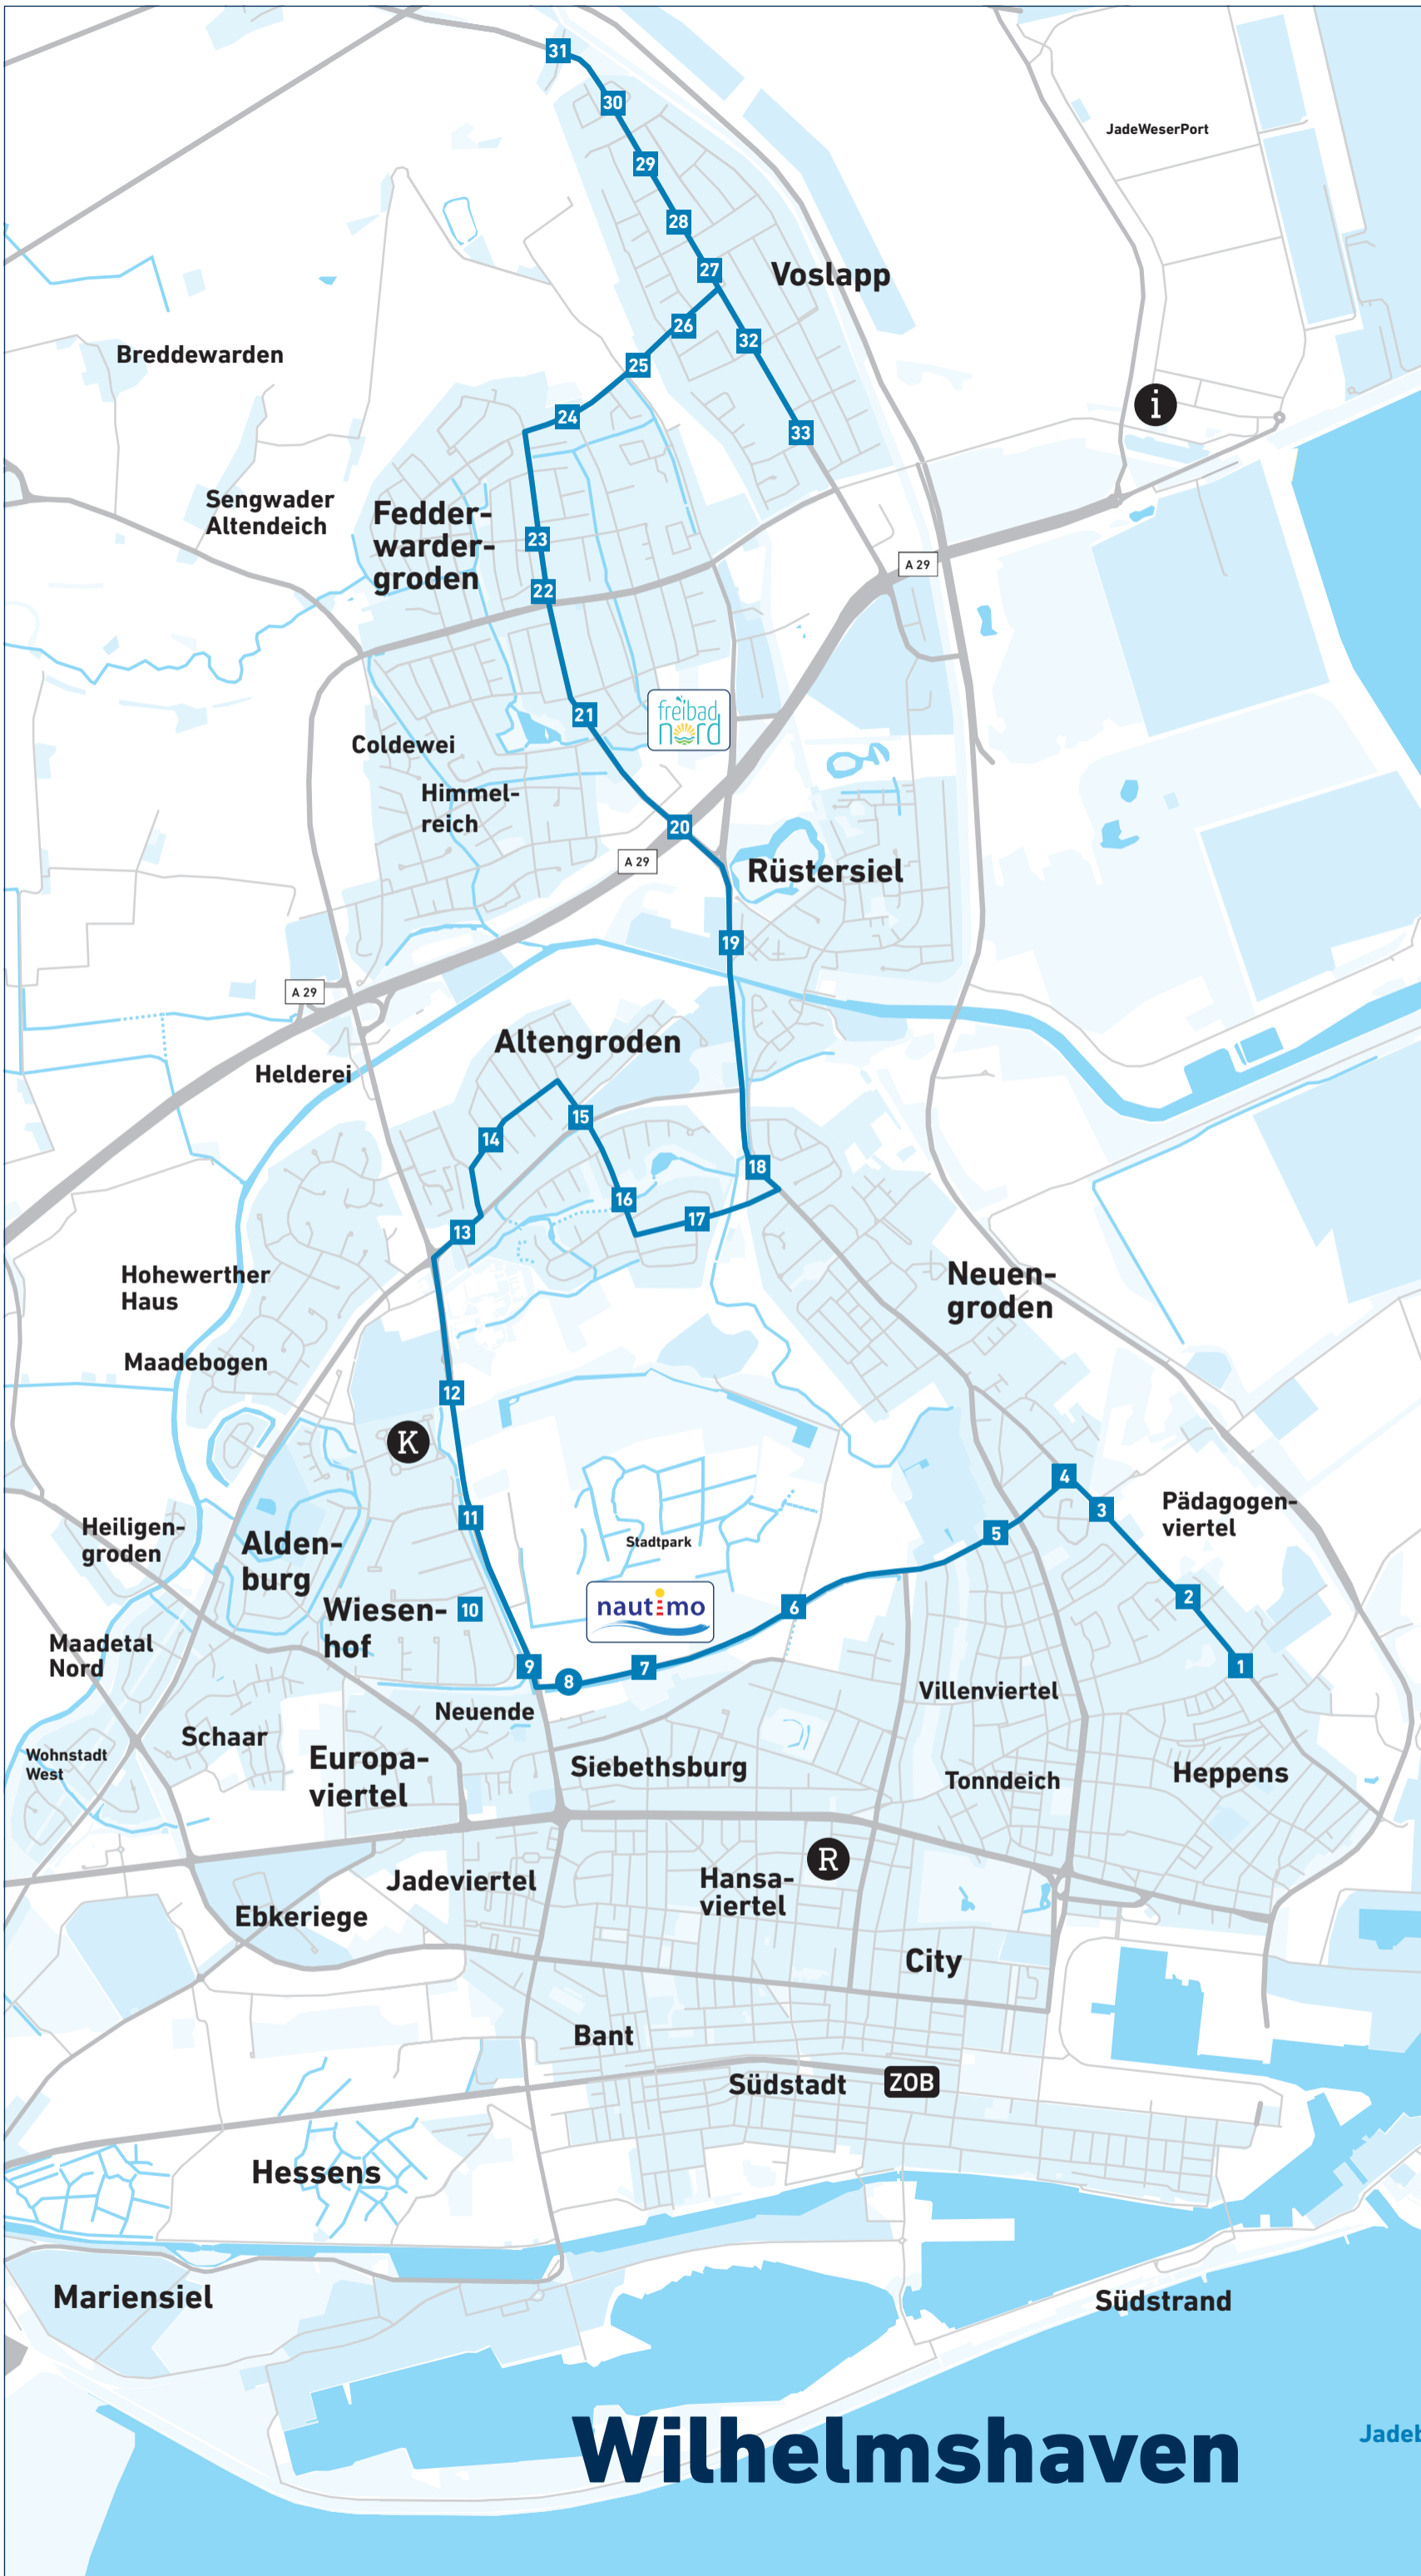 31
30
JadeWeserPort
29
28
27
Voslapp
26
32
Breddewarden
25
i
24
33
Sengwader
Altendeich
Fedder-
warder-
groden
23
A 29
22
freibad
nord
21
Coldewei
Himmel-
reich
20
A 29
Rüstersiel
19
A 29
Altengroden
Helderei
15
14
18
16
17
13
Hohewerther
Haus
Neuen-
groden
Maadebogen
12
K
4
3
Pädagogen-
viertel
11
5
Heiligen-
groden
Alden-
burg
Stadtpark
2
Wiesen-
hof
10
nautimo
6
Maadetal
Nord
9
8
7
1
Villenviertel
Neuende
Schaar
Wohnstadt
West
Europa-
viertel
Siebethsburg
Tonndeich
Heppens
R
Jadeviertel
Hansa-
viertel
Ebkeriege
City
Bant
Südstadt
ZOB
Hessens
Mariensiel
Südstrand
Wilhelmshaven
Jadeb